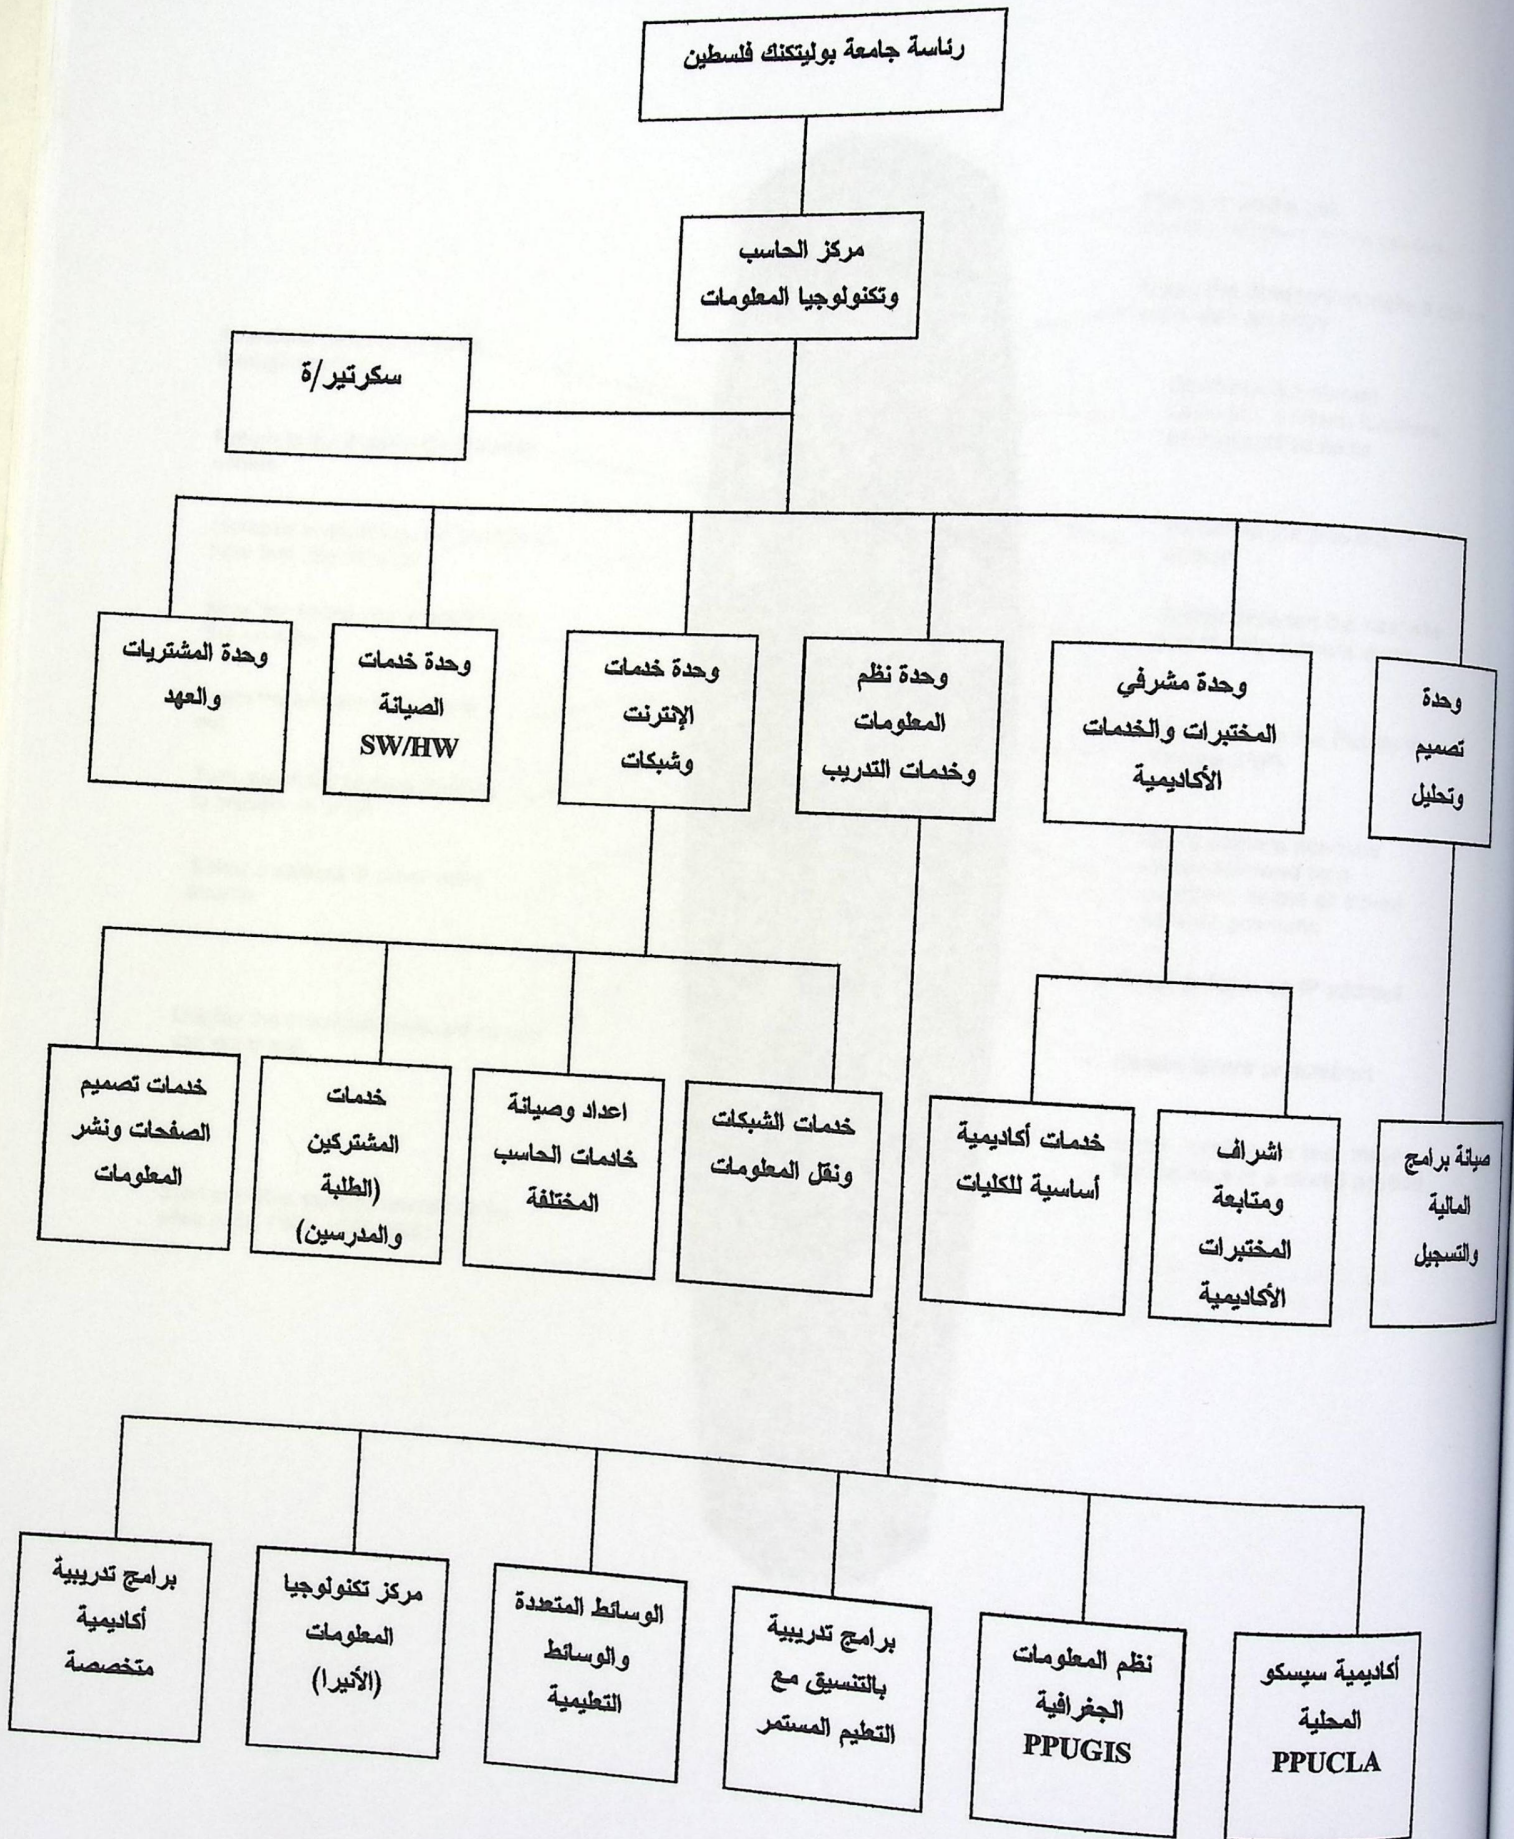 رئاسة جامعة بوليتكنك فلسطين
مركز الحاسب
وتكنولوجيا المعلومات
سكرتير/ة
وحدة
تصميم
وتحليل
وحدة مشرفي
المختبرات والخدمات
الأكاديمية
وحدة نظم
المعلومات
وخدمات التدريب
وحدة خدمات
الإنترنت
وشبكات
وحدة خدمات
الصيانة
SW/HW
وحدة المشتريات
والعهد
صيانة برامج
المالية
والتسجيل
اشراف
ومتابعة
المختبرات
الأكاديمية
خدمات أكاديمية
أساسية للكليات
خدمات الشبكات
ونقل المعلومات
اعداد وصيانة
خادمات الحاسب
المختلفة
خدمات
المشتركين
(الطلبة
والمدرسين)
خدمات تصميم
الصفحات ونشر
المعلومات
أكاديمية سيسكو
المحلية
PPUCLA
نظم المعلومات
الجغرافية
PPUGIS
برامج تدريبية
بالتنسيق مع
التعليم المستمر
الوسائط المتعددة
والوسائط
التعليمية
مركز تكنولوجيا
المعلومات
(الأنيرا)
برامج تدريبية
أكاديمية
متخصصة